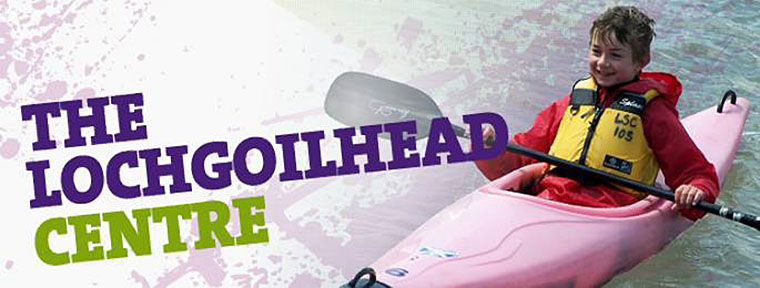 THE
LOCHGOILHEAD
CENTRE
LSC
105